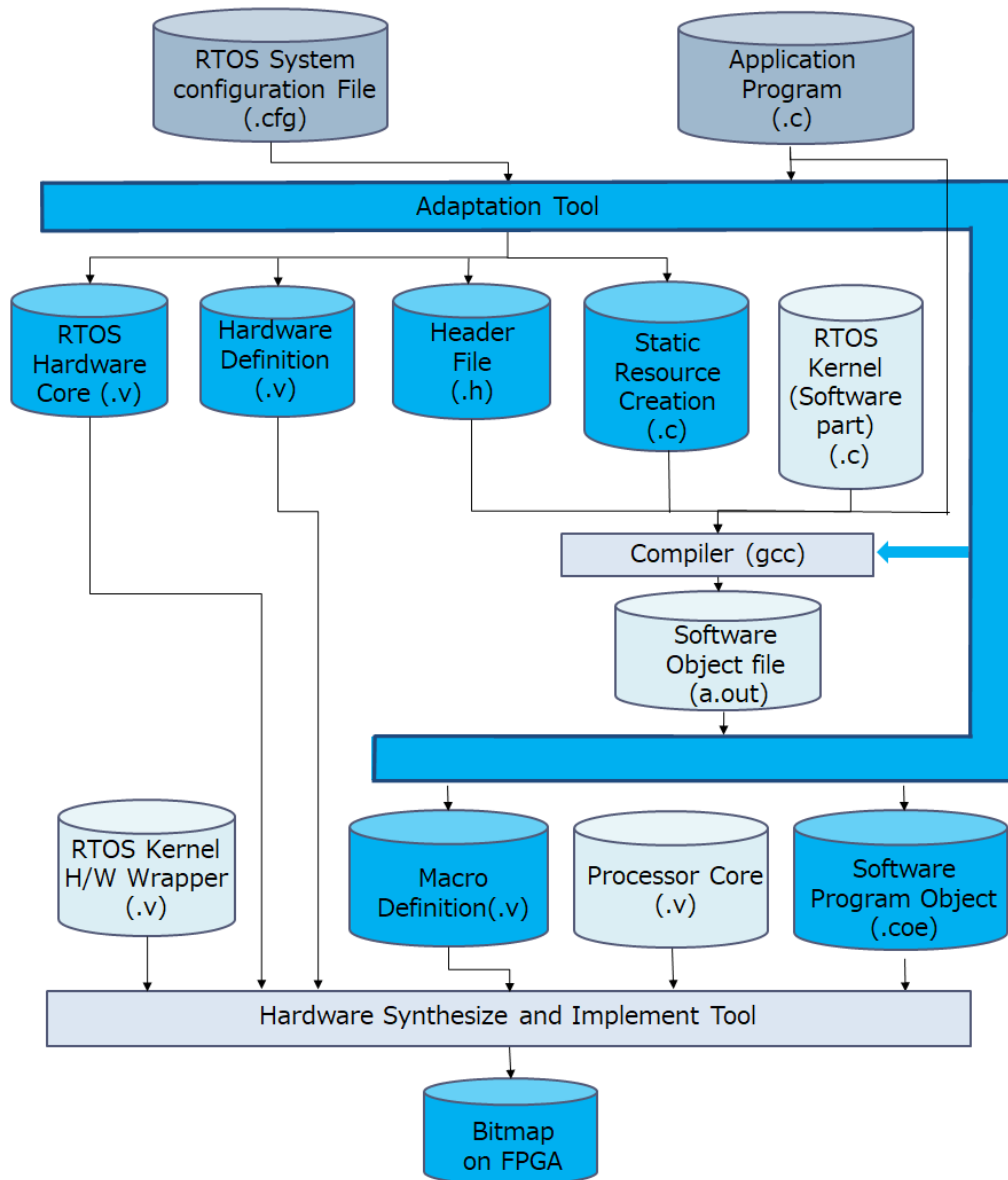 RTOS System
configuration File
(.cfg)
Application
Program
(.c)
Adaptation Tool
RTOS
Hardware
Core (.v)
Hardware
Definition
(.v)
Header
File
(.h)
Static
Resource
Creation
(.c)
RTOS
Kernel
(Software
part)
(.c)
Compiler (gcc)
Software
Object file
(a.out)
RTOS Kernel
H/W Wrapper
(.v)
Macro
Definition(.v)
Processor Core
(.v)
Software
Program Object
(.coe)
Hardware Synthesize and Implement Tool
Bitmap
on FPGA